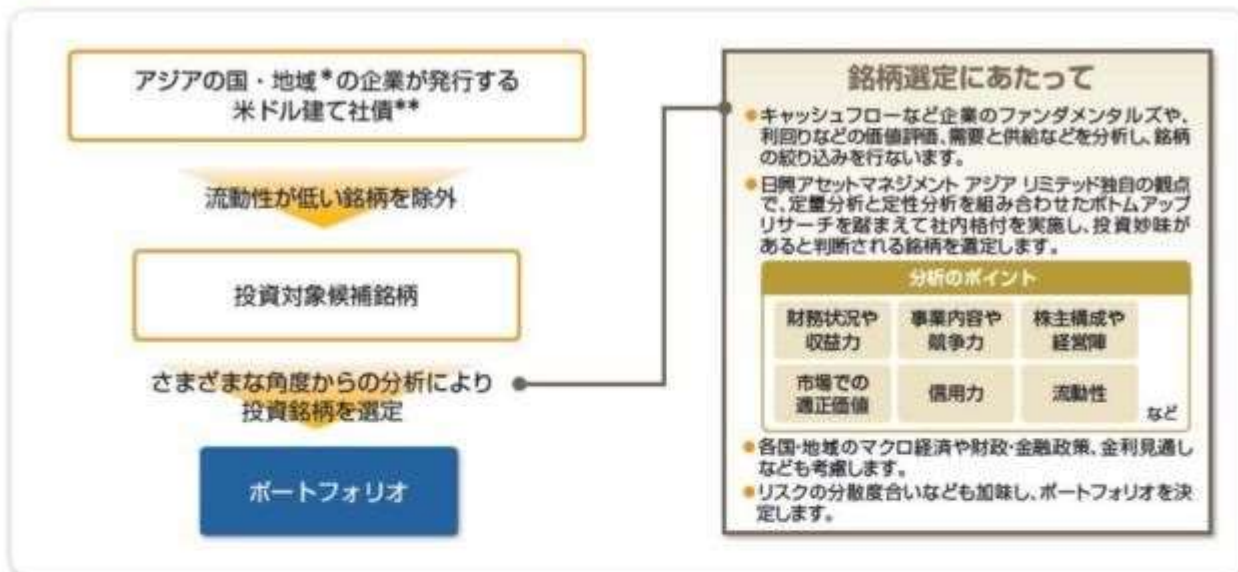 アジアの国・地域*の企業が発行する
米ドル建て社債**
流動性が低い銘柄を除外
投資対象候補銘柄
さまざまな角度からの分析により
投資銘柄を選定
ポートフォリオ
銘柄選定にあたって
●キャッシュフローなど企業のファンダメンタルズや、
利回りなどの価値評価、需要と供給などを分析し、銘柄
の絞り込みを行ないます。
●日興アセットマネジメント アジア リミテッド独自の観点
で、定量分析と定性分析を組み合わせたボトムアップ
リサーチを踏まえて社内格付を実施し、投資妙味が
あると判断される銘柄を選定します。
分析のポイント
財務状況や
収益力
事業内容や
競争力
株主構成や
経営陣
市場での
適正価値
信用力
流動性
など
●各国・地域のマクロ経済や財政・金融政策、金利見通し
なども考慮します。
●リスクの分散度合いなども加味し、ポートフォリオを決
定します。